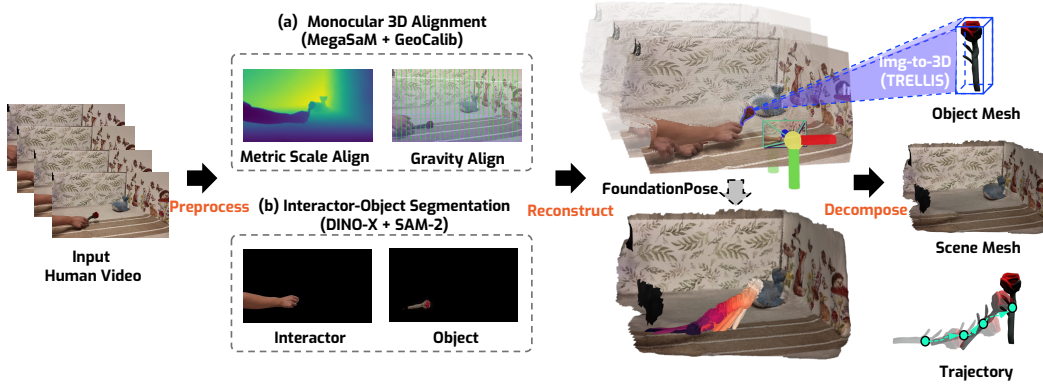 (a) Monocular 3D Alignment
(MegaSaM + GeoCalib)
Metric Scale Align
Gravity Align
Input
Human Video
Preprocess
(b) Interactor-Object Segmentation
(DINO-X + SAM-2)
Interactor
Object
Reconstruct
Img-to-3D
(TRELLIS)
Object Mesh
FoundationPose
Decompose
Scene Mesh
Trajectory